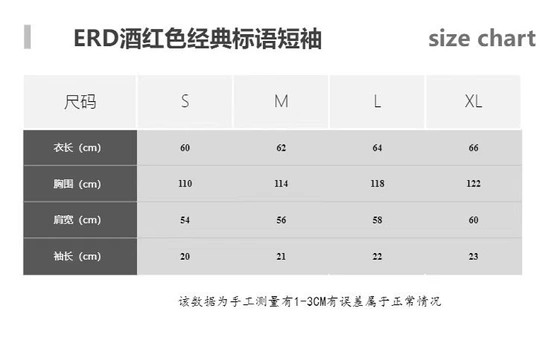 ERD酒红色经典标语短袖 size chart
尺码 S M L XL
衣长（cm） 60 62 64 66
胸围（cm） 110 114 118 122
肩宽（cm） 54 56 58 60
袖长（cm） 20 21 22 23
该数据为手工测量有1-3CM有误差属于正常情况